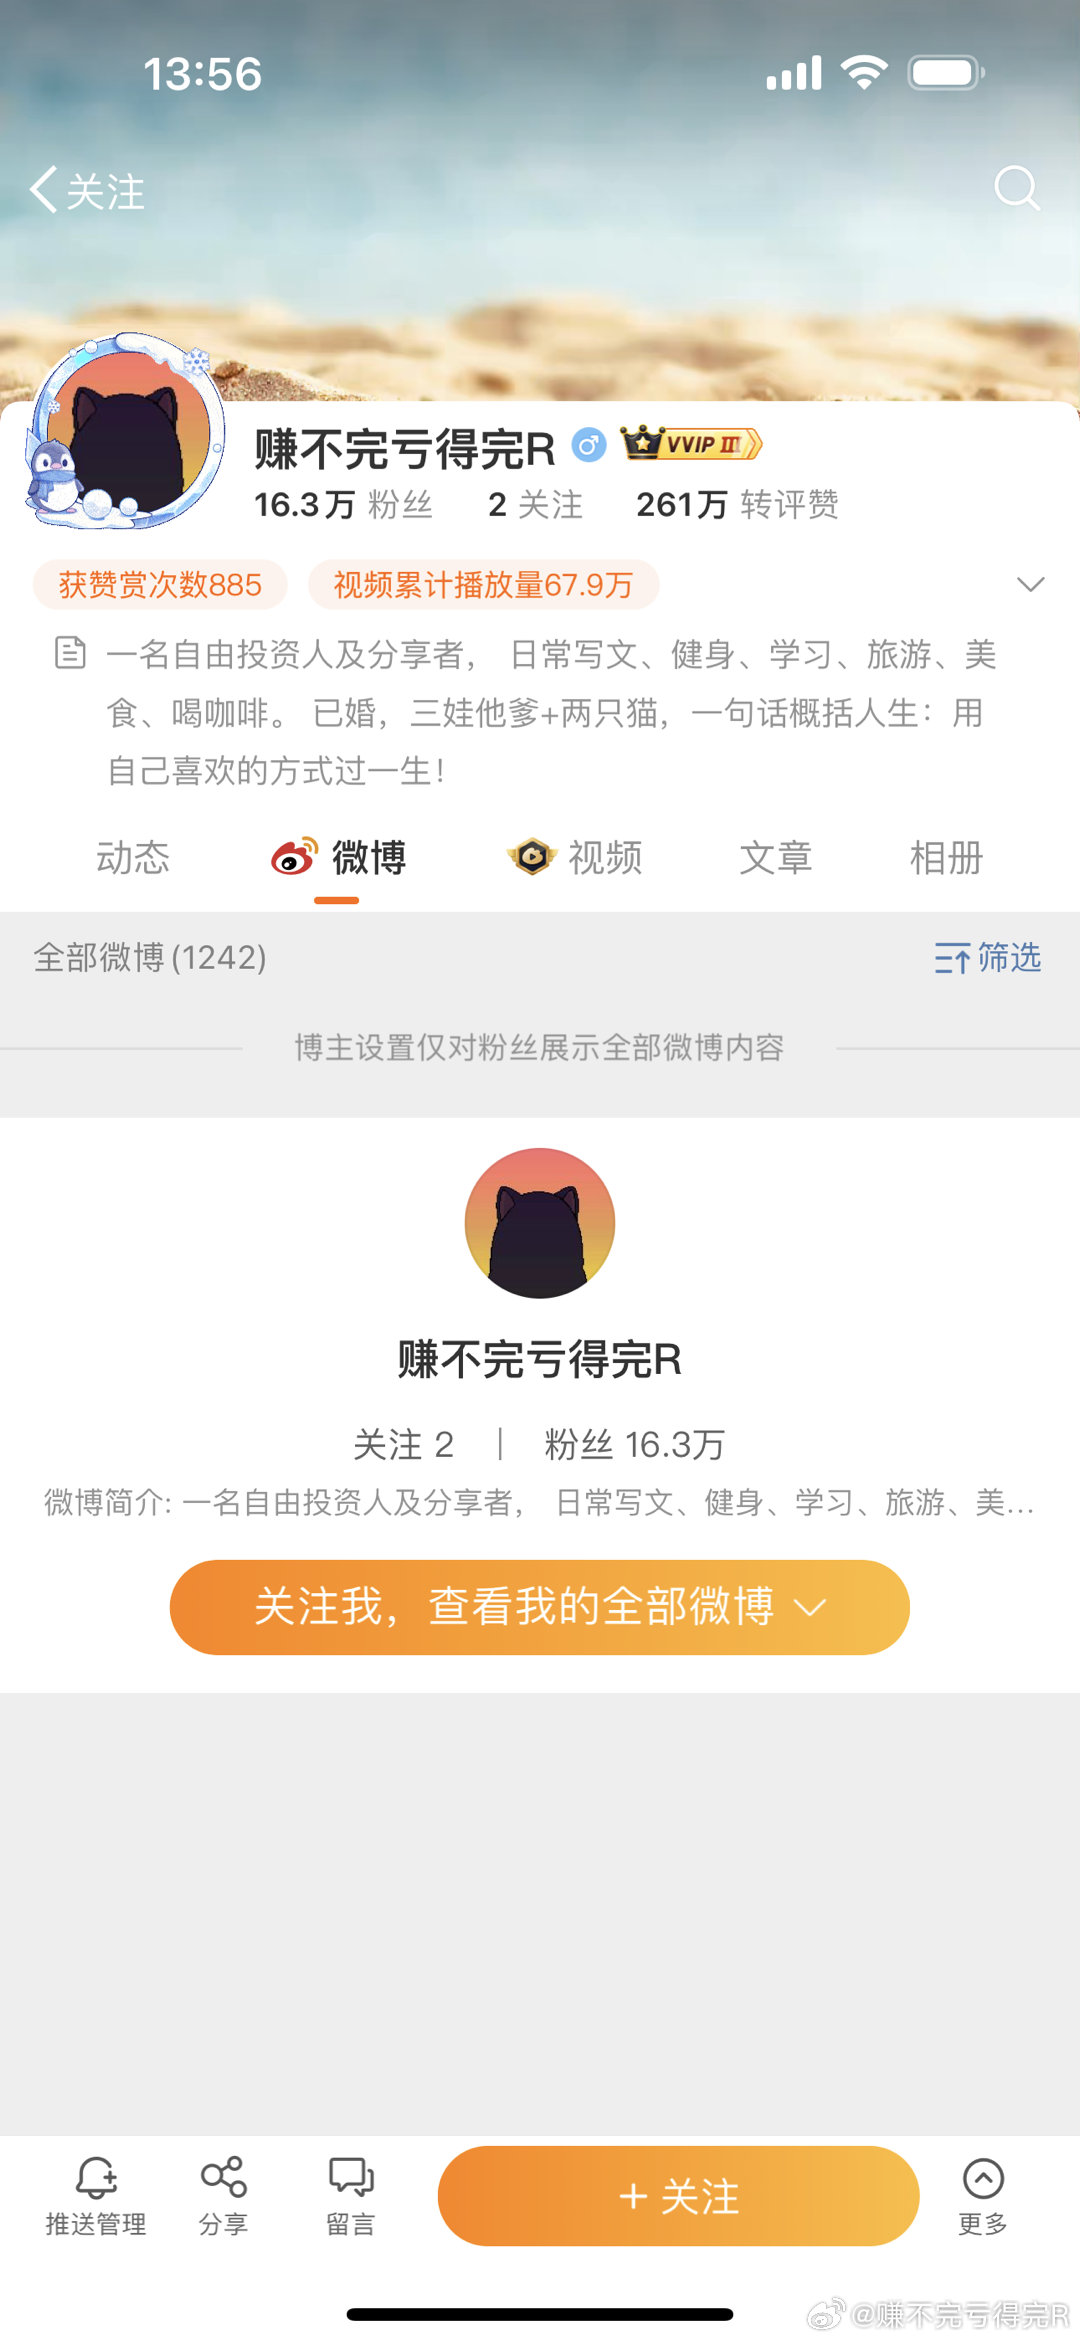 13:56
关注
赚不完亏得完R VVIP III
16.3万 粉丝 2 关注 261万 转评赞
获赞赏次数885 视频累计播放量67.9万
一名自由投资人及分享者， 日常写文、健身、学习、旅游、美
食、喝咖啡。 已婚，三娃他爹+两只猫，一句话概括人生：用
自己喜欢的方式过一生！
动态 微博 视频 文章 相册
全部微博(1242) 筛选
博主设置仅对粉丝展示全部微博内容
赚不完亏得完R
关注 2 | 粉丝 16.3万
微博简介: 一名自由投资人及分享者， 日常写文、健身、学习、旅游、美...
关注我，查看我的全部微博
推送管理 分享 留言 + 关注 更多
@赚不完亏得完R